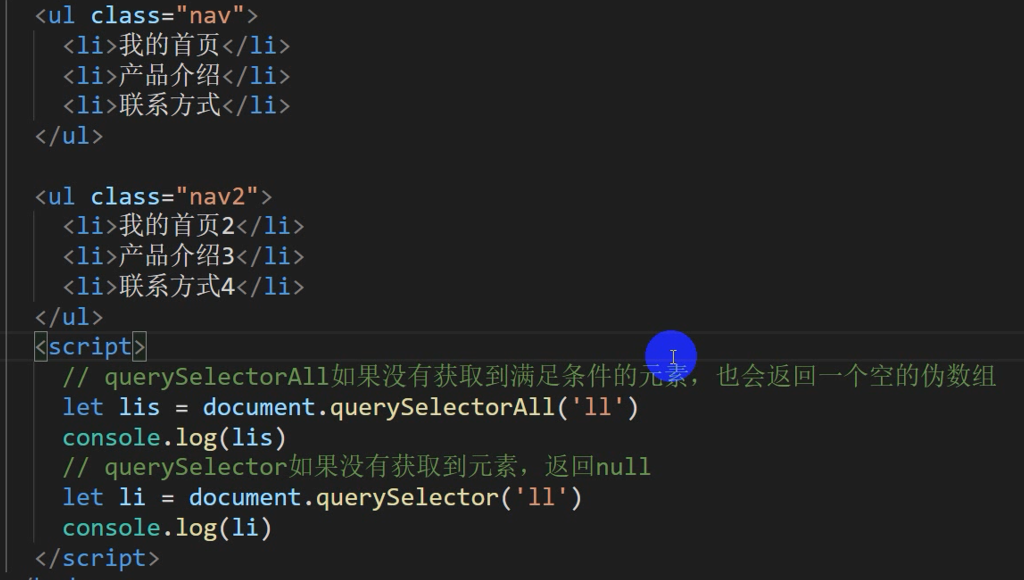 <ul class="nav">
<li>我的首页</li>
<li>产品介绍</li>
<li>联系方式</li>
</ul>
<ul class="nav2">
<li>我的首页2</li>
<li>产品介绍3</li>
<li>联系方式4</li>
</ul>
<script>
// querySelectorAll如果没有获取到满足条件的元素，也会返回一个空的伪数组
let lis = document.querySelectorAll('ll')
console.log(lis)
// querySelector如果没有获取到元素，返回null
let li = document.querySelector('ll')
console.log(li)
</script>